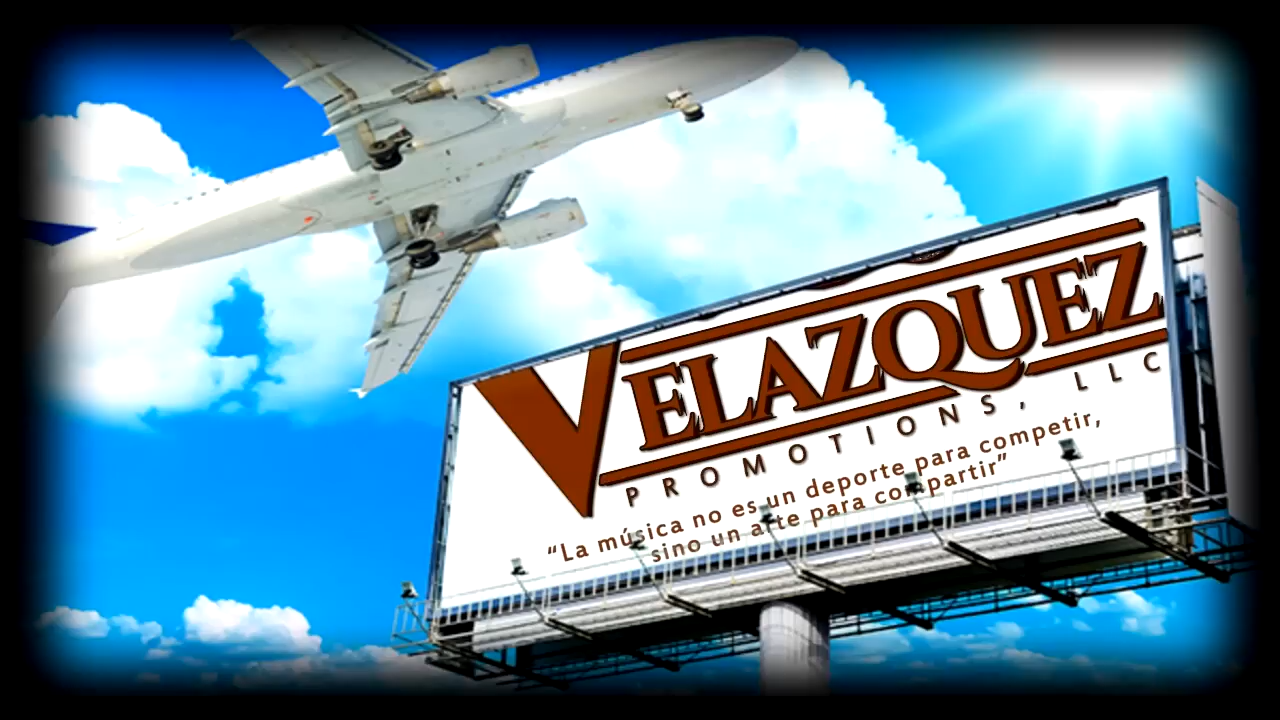 VELAZQUEZ
PROMOTIONS, LLC
“La música no es un deporte para competir,
sino un arte para compartir”